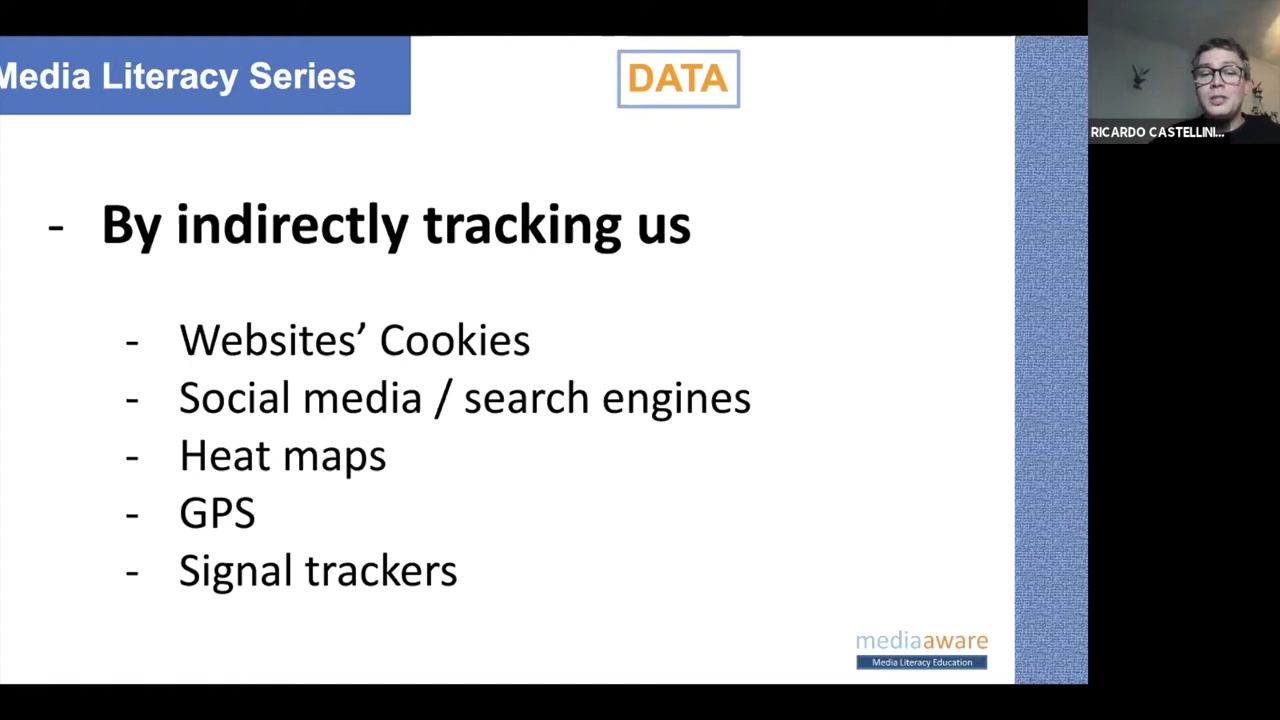 Media Literacy Series
DATA
RICARDO CASTELLINI...
- By indirectly tracking us
- Websites’ Cookies
- Social media / search engines
- Heat maps
- GPS
- Signal trackers
mediaaware
Media Literacy Education